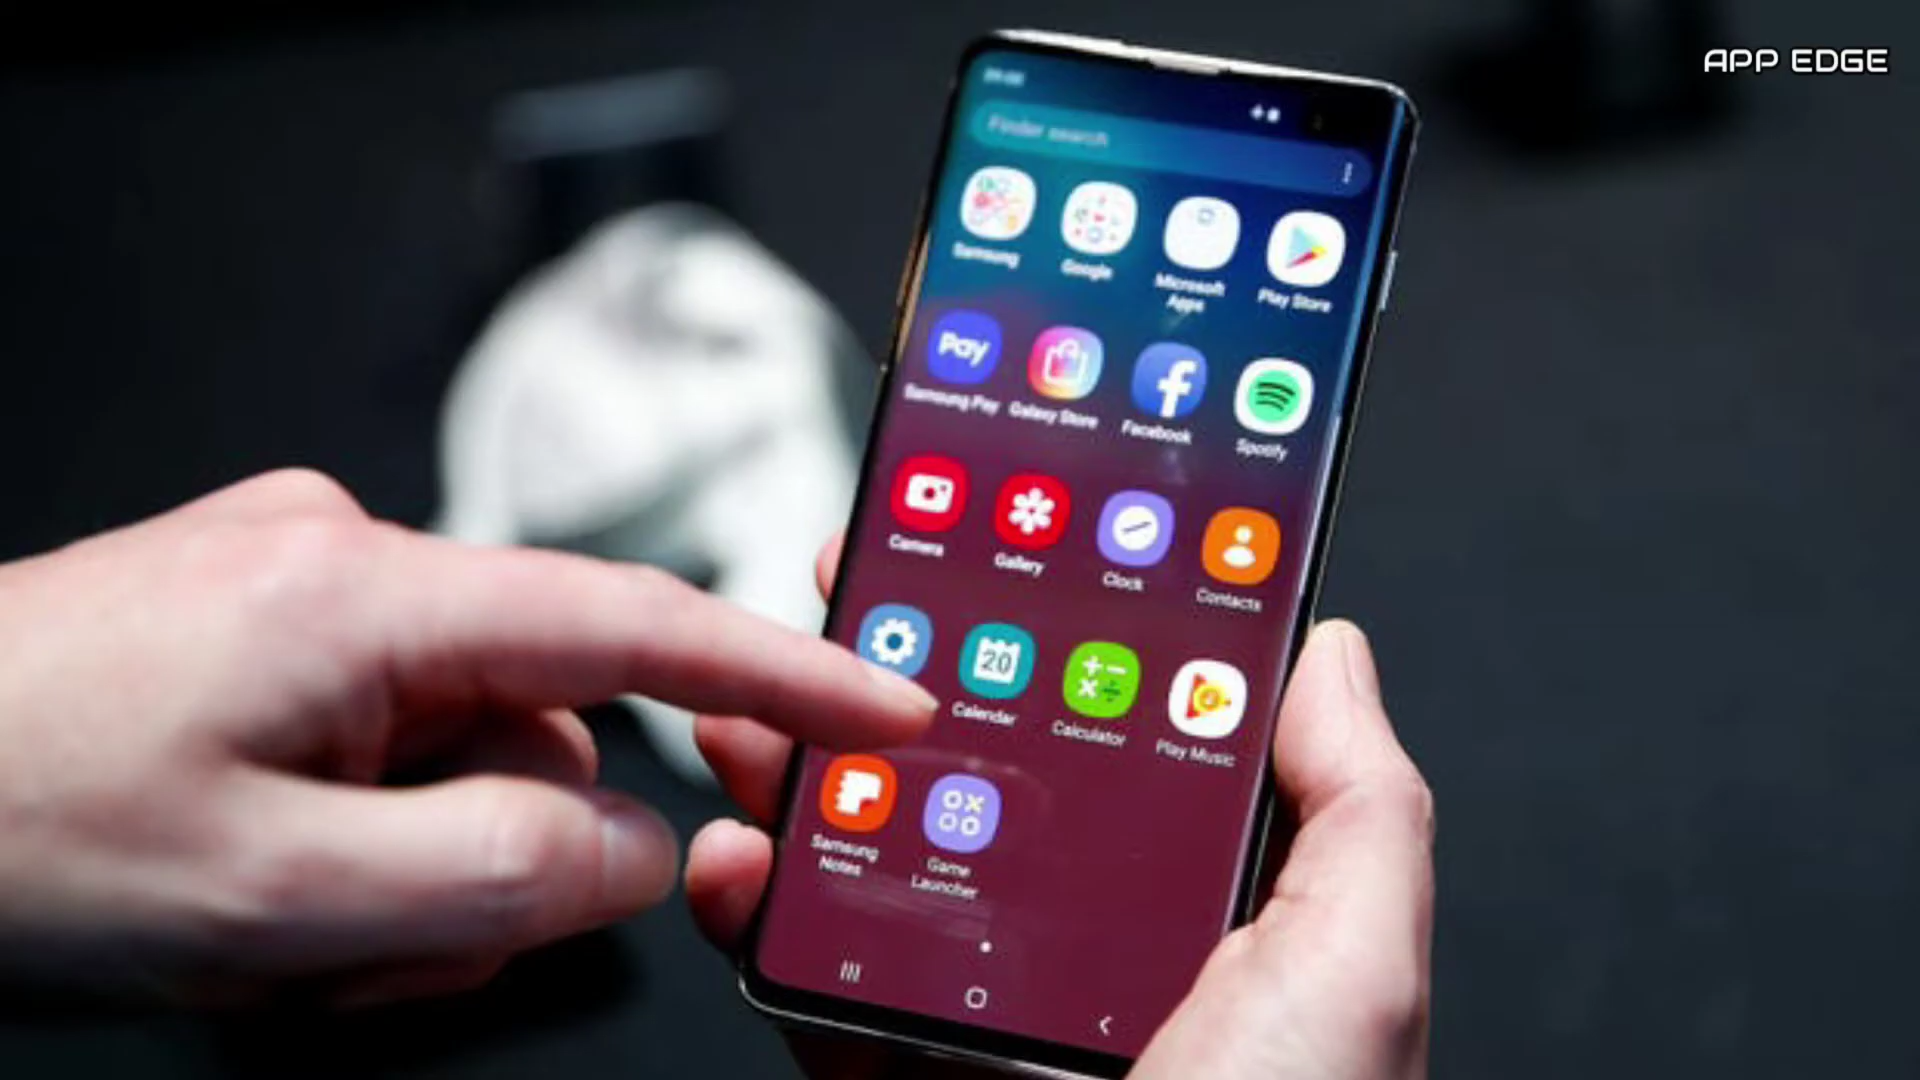 APP EDGE
Finder search
Samsung
Google
Microsoft
Apps
Play Store
Pay
Samsung Pay
Galaxy Store
Facebook
Spotify
Camera
Gallery
Clock
Contacts
20
Calendar
Calculator
Play Music
Samsung
Notes
Game
Launcher